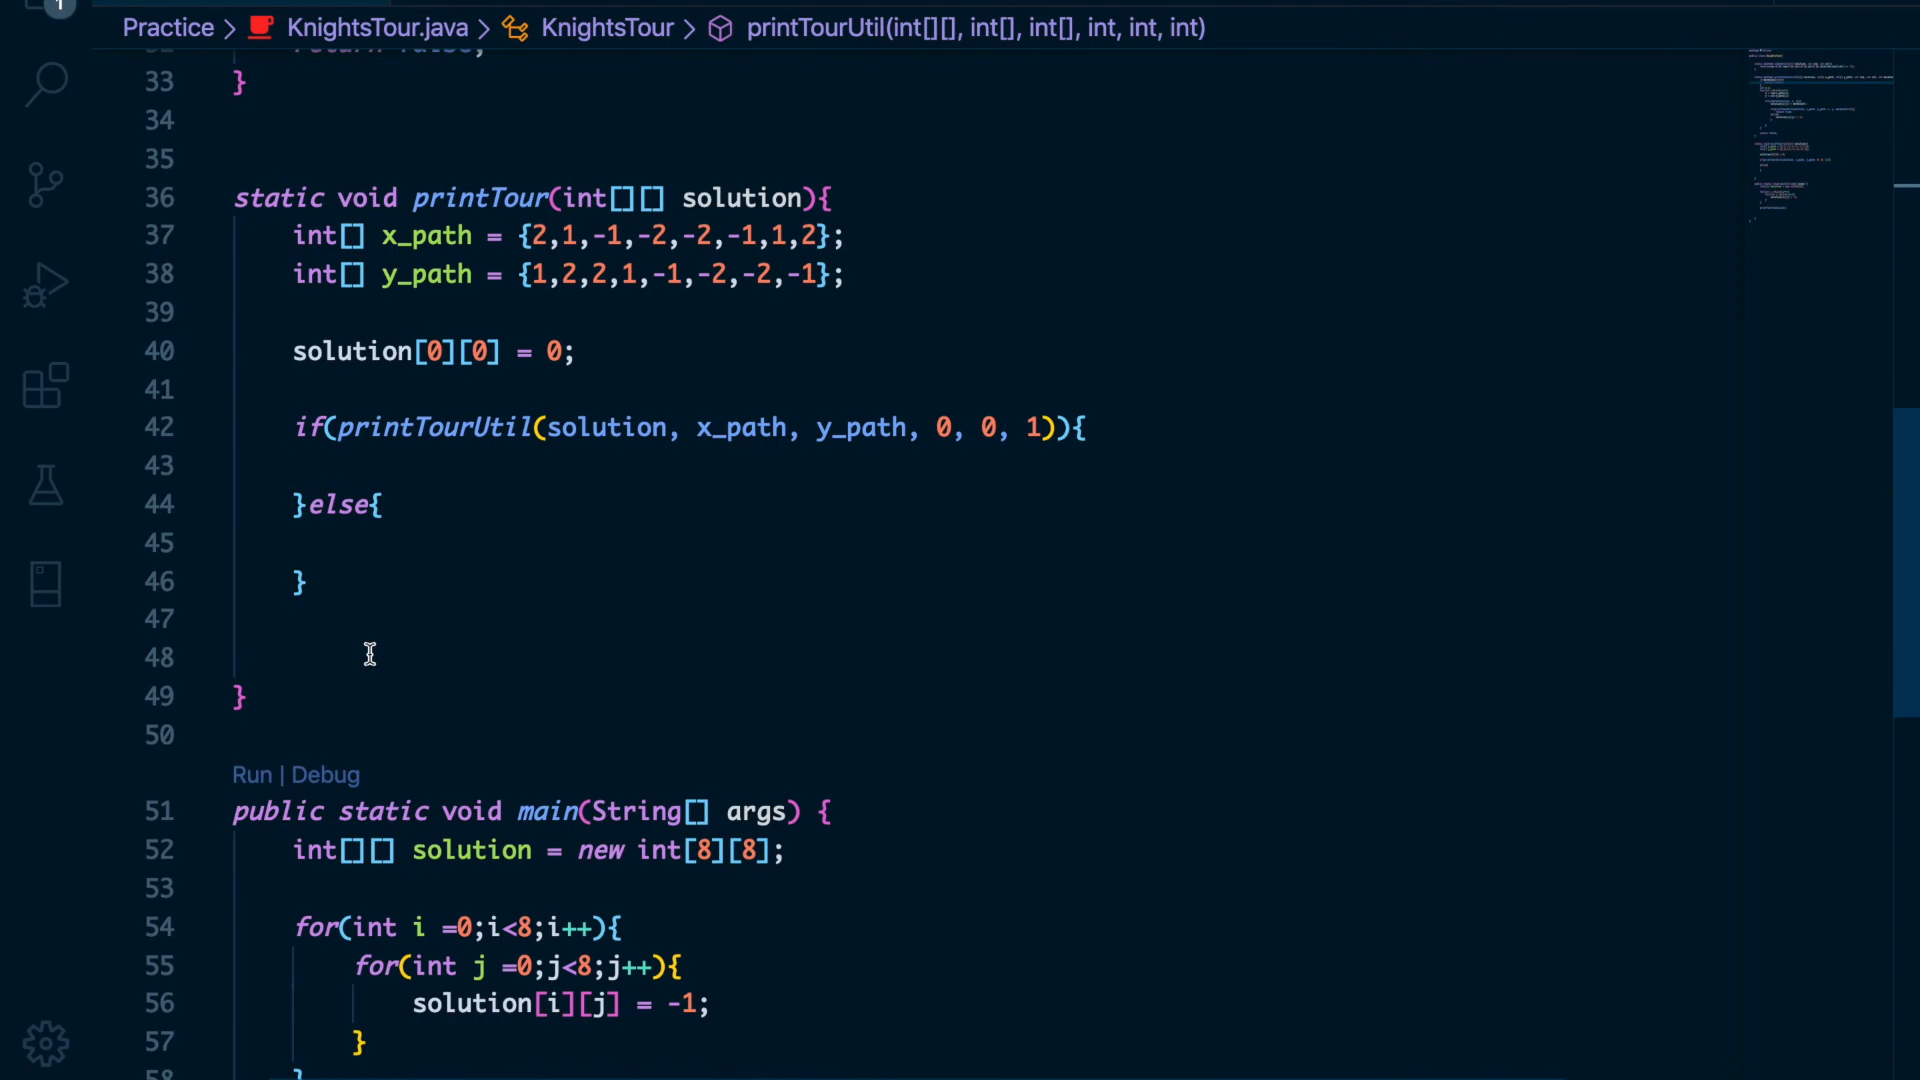 1
Practice > KnightsTour.java > KnightsTour > printTourUtil(int[][], int[], int[], int, int, int)
return false;
33 }
34
35
36 static void printTour(int[][] solution){
37 int[] x_path = {2,1,-1,-2,-2,-1,1,2};
38 int[] y_path = {1,2,2,1,-1,-2,-2,-1};
39
40 solution[0][0] = 0;
41
42 if(printTourUtil(solution, x_path, y_path, 0, 0, 1)){
43
44 }else{
45
46 }
47
48
49 }
50
Run | Debug
51 public static void main(String[] args) {
52 int[][] solution = new int[8][8];
53
54 for(int i =0;i<8;i++){
55 for(int j =0;j<8;j++){
56 solution[i][j] = -1;
57 }
58 }